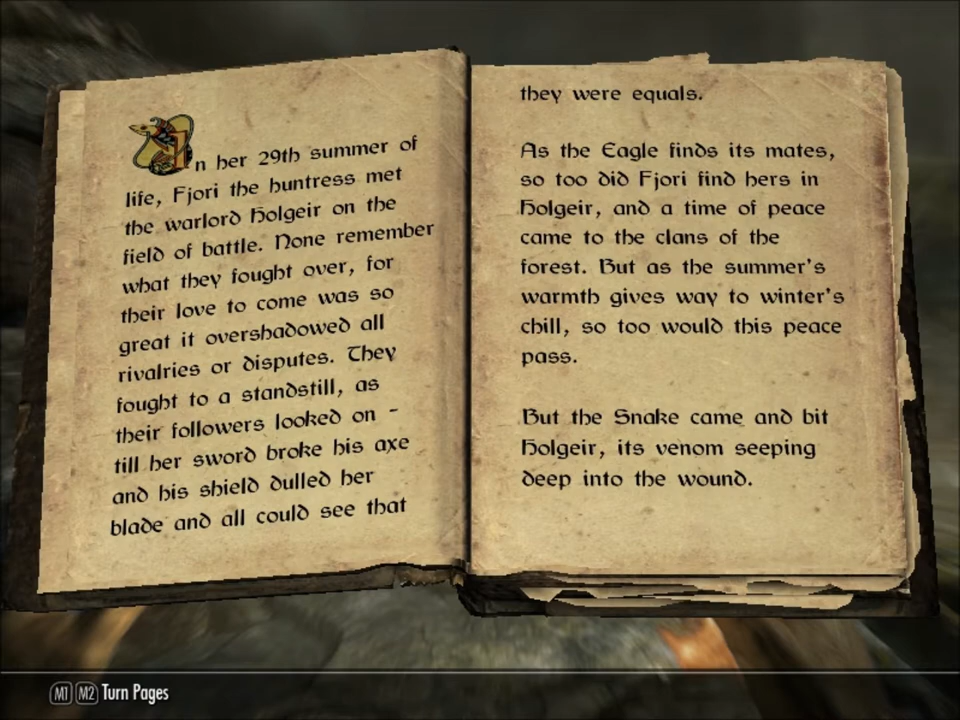 In her 29th summer of
life, Fjori the huntress met
the warlord Holgeir on the
field of battle. None remember
what they fought over, for
their love to come was so
great it overshadowed all
rivalries or disputes. They
fought to a standstill, as
their followers looked on -
till her sword broke his axe
and his shield dulled her
blade and all could see that
they were equals.
As the Eagle finds its mates,
so too did Fjori find hers in
Holgeir, and a time of peace
came to the clans of the
forest. But as the summer's
warmth gives way to winter's
chill, so too would this peace
pass.
But the Snake came and bit
Holgeir, its venom seeping
deep into the wound.
M1 M2 Turn Pages